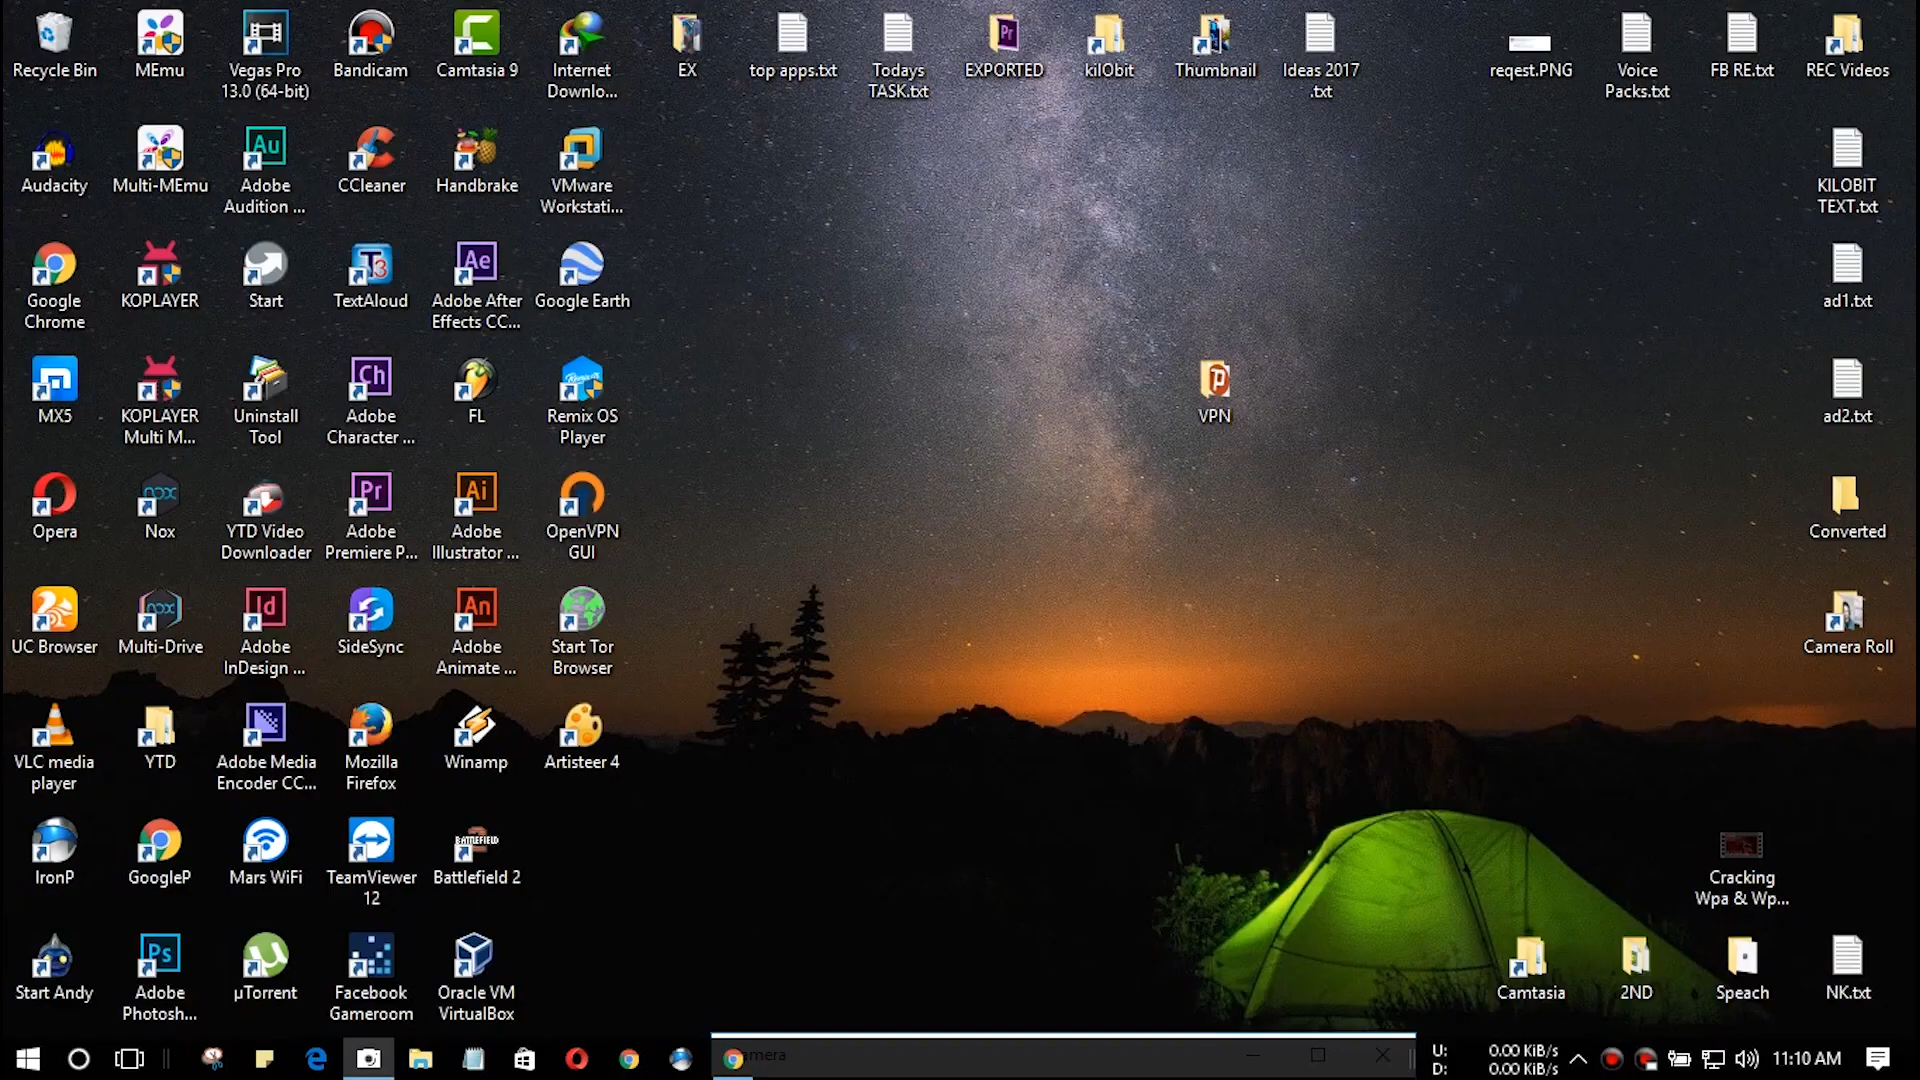 Recycle Bin
MEmu
Vegas Pro
13.0 (64-bit)
Bandicam
Camtasia 9
Internet
Downlo...
EX
top apps.txt
Todays
TASK.txt
EXPORTED
kilObit
Thumbnail
Ideas 2017
.txt
reqest.PNG
Voice
Packs.txt
FB RE.txt
REC Videos
Audacity
Multi-MEmu
Adobe
Audition ...
CCleaner
Handbrake
VMware
Workstati...
KILOBIT
TEXT.txt
Google
Chrome
KOPLAYER
Start
TextAloud
Adobe After
Effects CC...
Google Earth
ad1.txt
MX5
KOPLAYER
Multi M...
Uninstall
Tool
Adobe
Character ...
FL
Remix OS
Player
VPN
ad2.txt
Opera
Nox
YTD Video
Downloader
Adobe
Premiere P...
Adobe
Illustrator ...
OpenVPN
GUI
Converted
UC Browser
Multi-Drive
Adobe
InDesign ...
SideSync
Adobe
Animate ...
Start Tor
Browser
Camera Roll
VLC media
player
YTD
Adobe Media
Encoder CC...
Mozilla
Firefox
Winamp
Artisteer 4
IronP
GoogleP
Mars WiFi
TeamViewer
12
Battlefield 2
Cracking
Wpa & Wp...
Start Andy
Adobe
Photosh...
µTorrent
Facebook
Gameroom
Oracle VM
VirtualBox
Camtasia
2ND
Speach
NK.txt
U: 0.00 KiB/s
D: 0.00 KiB/s
11:10 AM